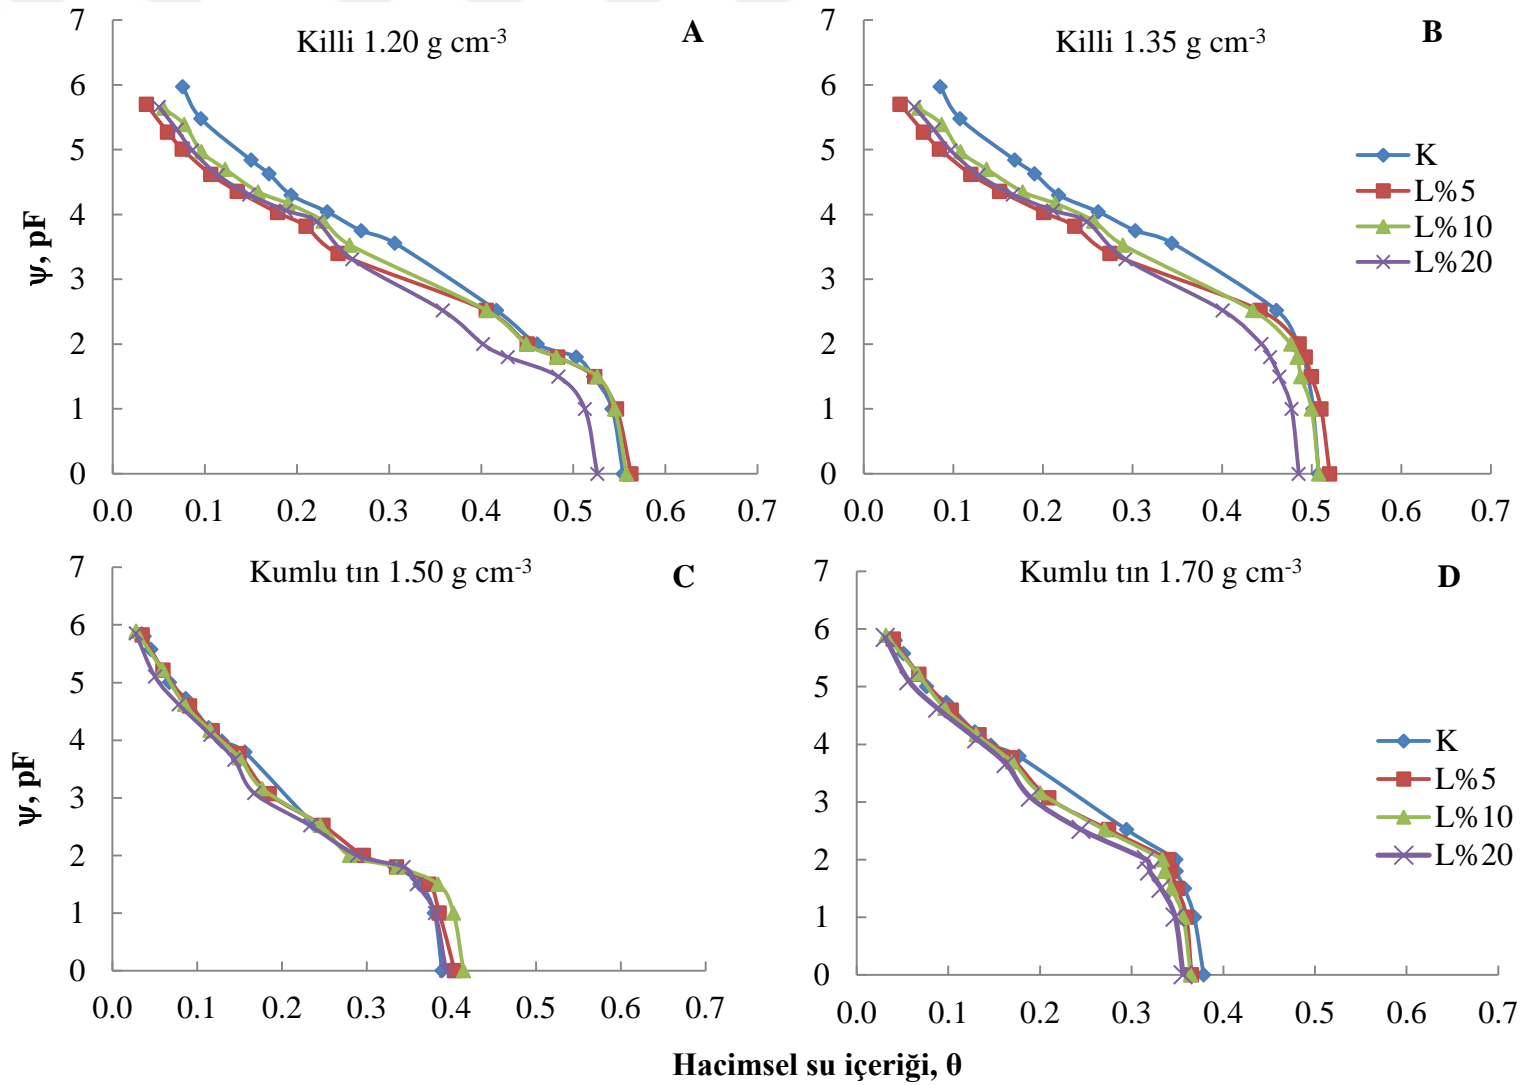 Killi 1.20 g cm-3
A
7
6
5
4
3
2
1
0
0.0 0.1 0.2 0.3 0.4 0.5 0.6 0.7
ψ, pF
Killi 1.35 g cm-3
B
7
6
5
4
3
2
1
0
0.0 0.1 0.2 0.3 0.4 0.5 0.6 0.7
K
L%5
L%10
L%20
Kumlu tın 1.50 g cm-3
C
7
6
5
4
3
2
1
0
0.0 0.1 0.2 0.3 0.4 0.5 0.6 0.7
ψ, pF
Kumlu tın 1.70 g cm-3
D
7
6
5
4
3
2
1
0
0.0 0.1 0.2 0.3 0.4 0.5 0.6 0.7
K
L%5
L%10
L%20
Hacimsel su içeriği, θ